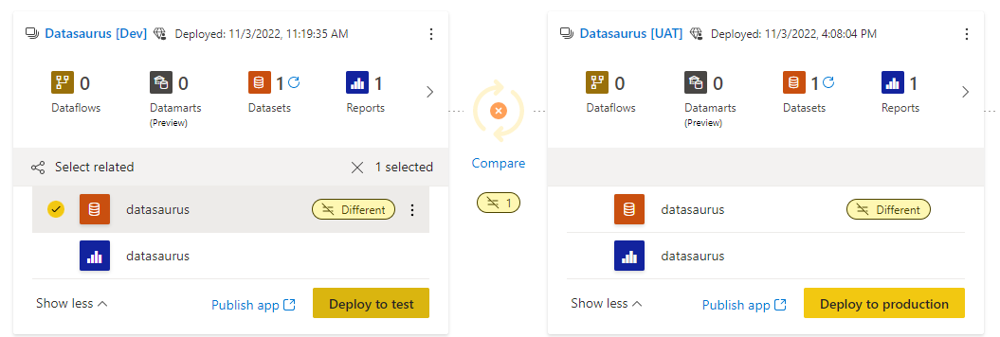 Datasaurus [Dev] Deployed: 11/3/2022, 11:19:35 AM
0 0 1 1
Dataflows Datamarts Datasets Reports
(Preview)
Select related 1 selected
datasaurus Different
datasaurus
Show less Publish app Deploy to test
Compare
1
Datasaurus [UAT] Deployed: 11/3/2022, 4:08:04 PM
0 0 1 1
Dataflows Datamarts Datasets Reports
(Preview)
datasaurus Different
datasaurus
Show less Publish app Deploy to production